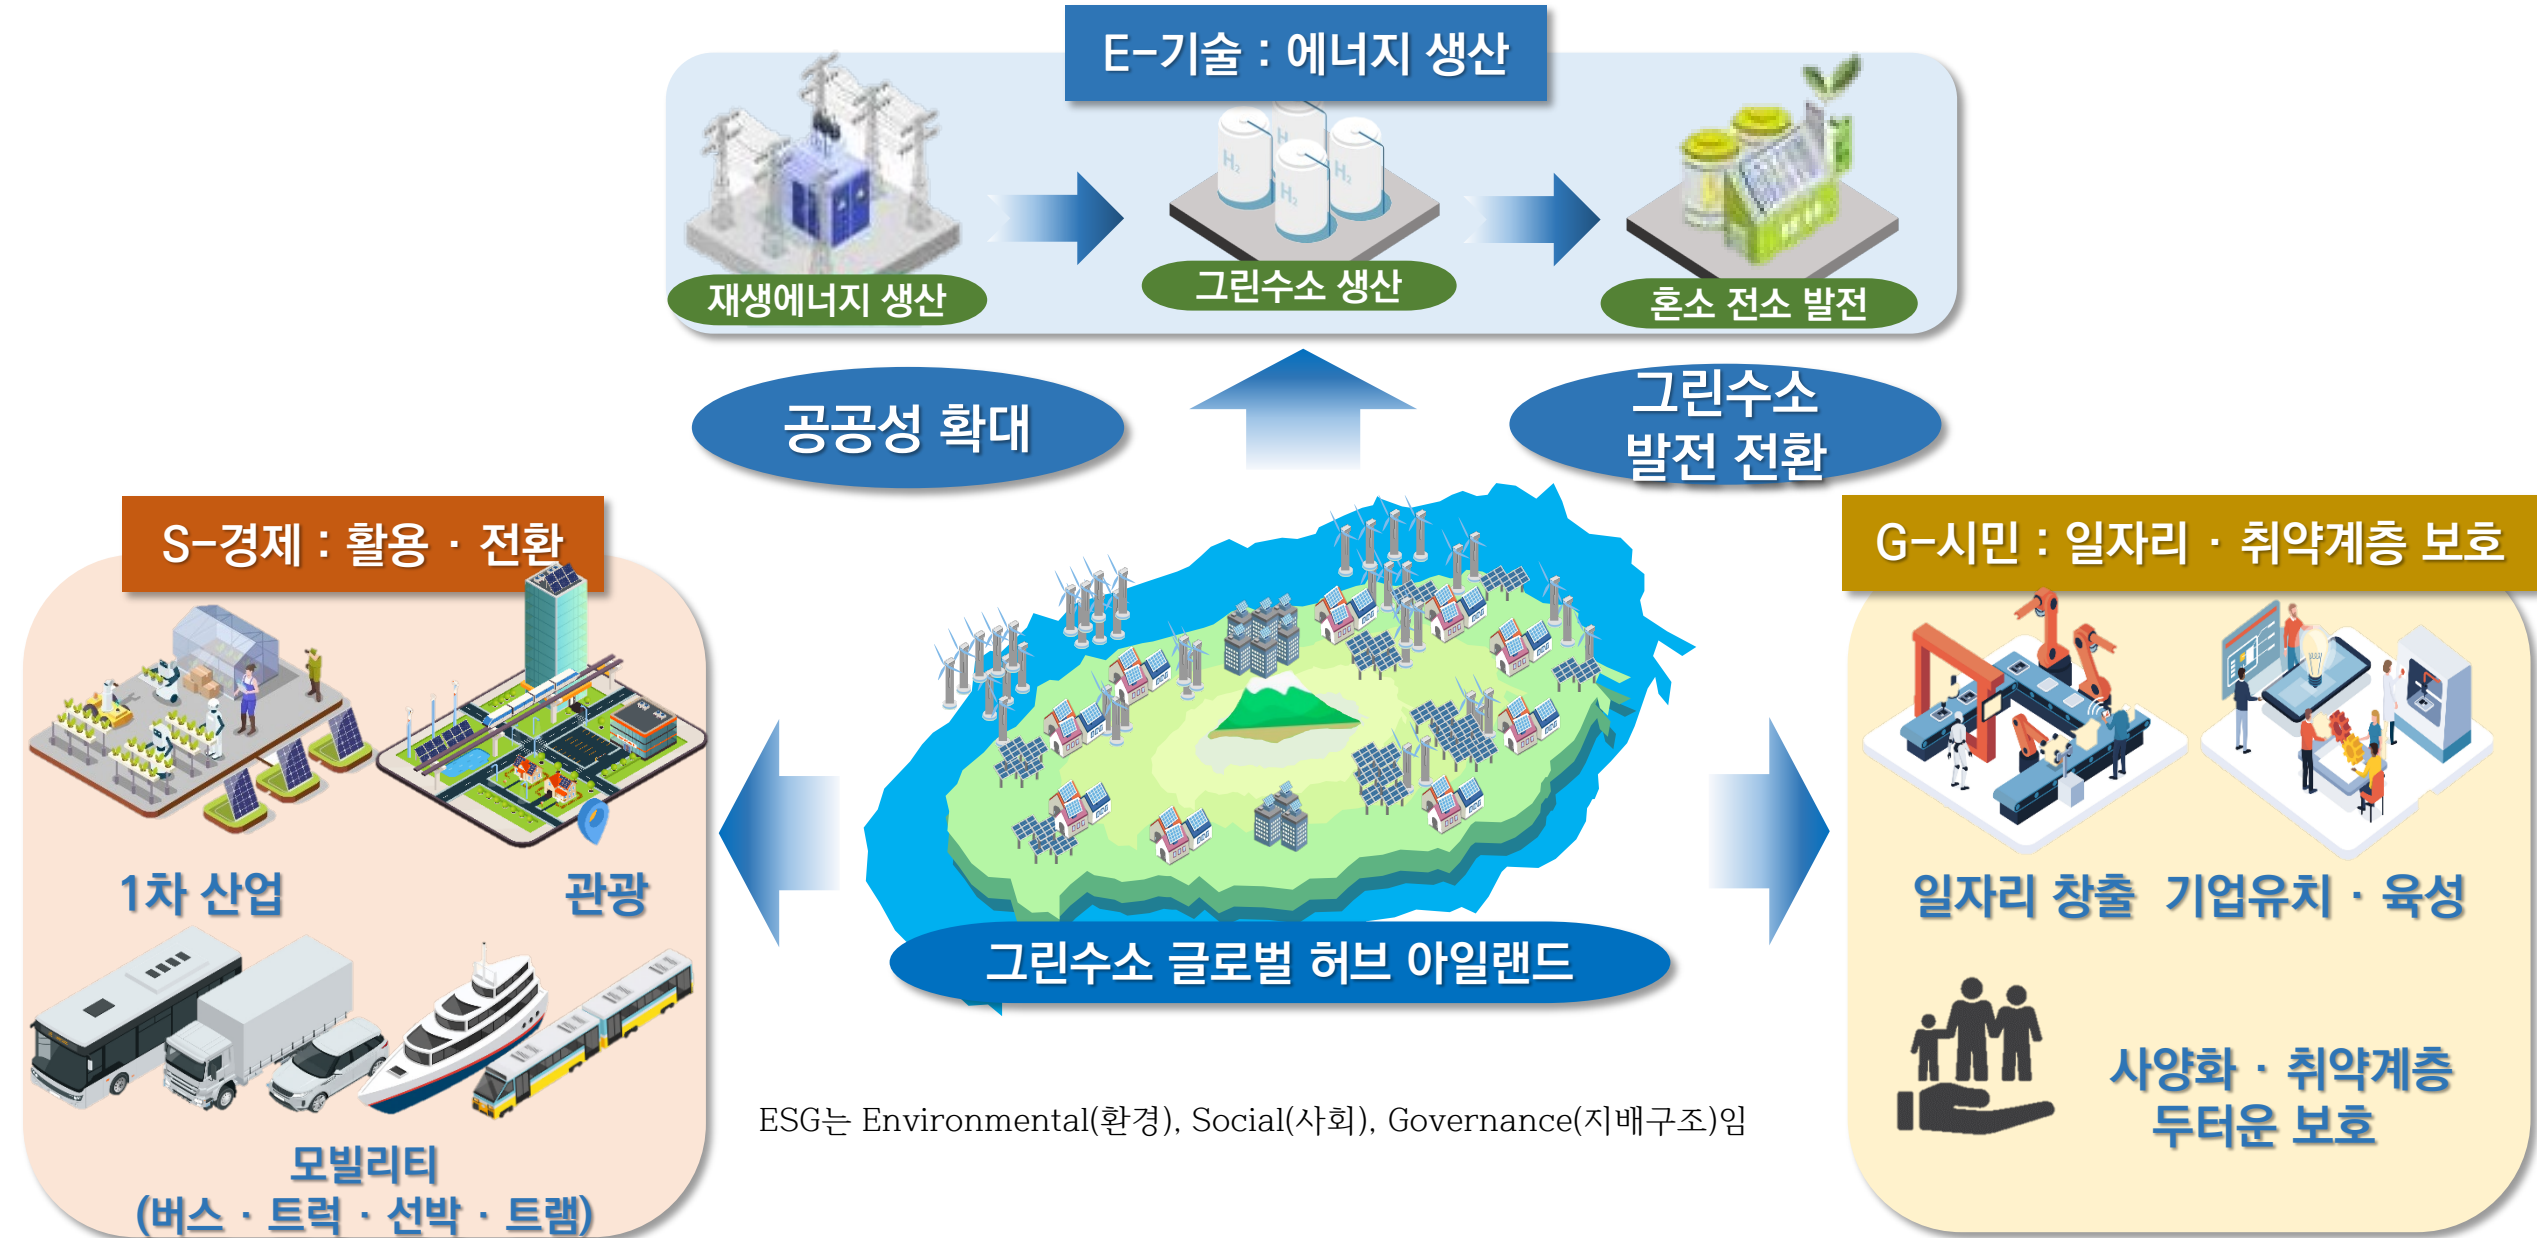 E-기술 : 에너지 생산
H₂
H
H₂
H₂
재생에너지 생산
그린수소 생산
혼소 전소 발전
공공성 확대
그린수소
발전 전환
S-경제 : 활용 · 전환
G-시민 : 일자리 · 취약계층 보호
1차 산업
관광
일자리 창출
기업유치 · 육성
그린수소 글로벌 허브 아일랜드
사양화 · 취약계층
두터운 보호
ESG는 Environmental(환경), Social(사회), Governance(지배구조)임
모빌리티
(버스 · 트럭 · 선박 · 트램)